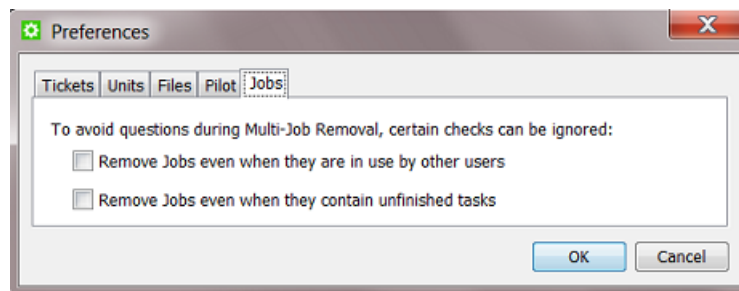 Preferences
Tickets Units Files Pilot Jobs
To avoid questions during Multi-Job Removal, certain checks can be ignored:
Remove Jobs even when they are in use by other users
Remove Jobs even when they contain unfinished tasks
OK Cancel